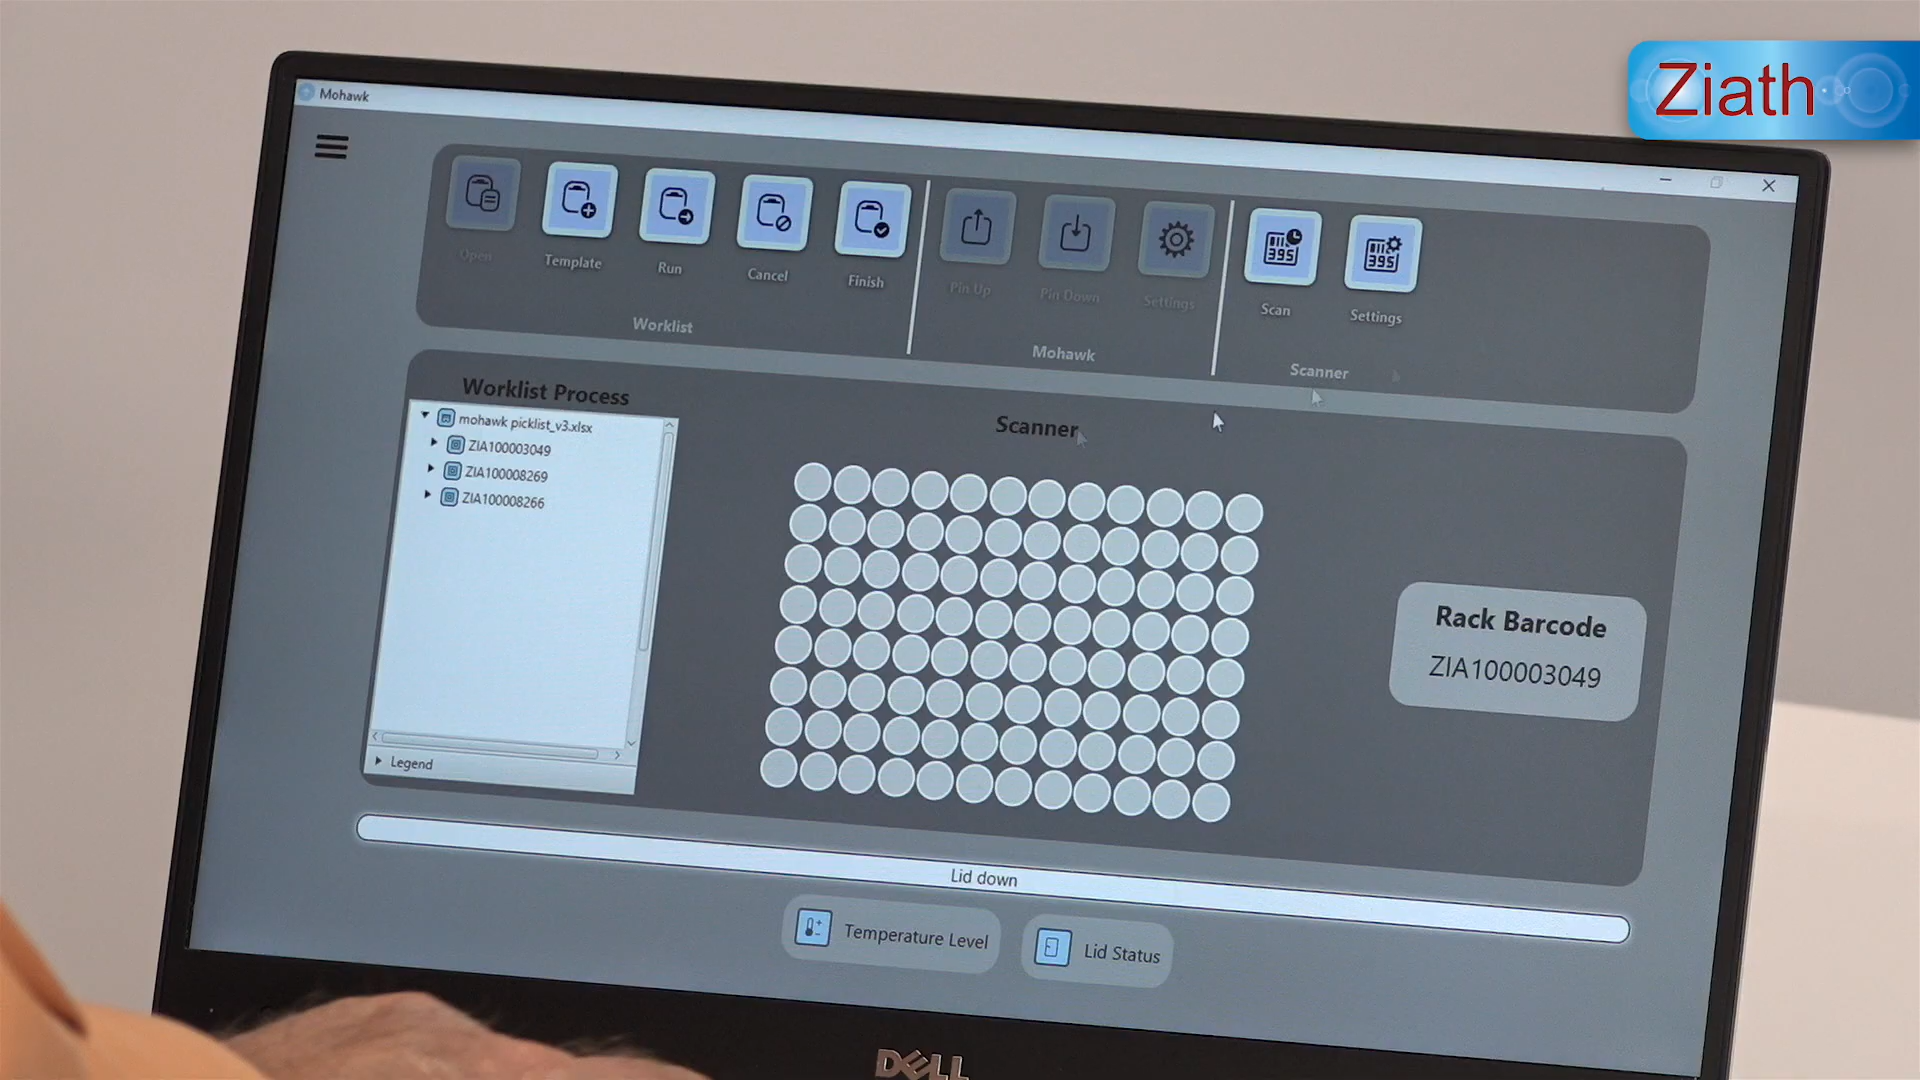 Ziath
Mohawk
Open
Template
Run
Cancel
Finish
Pin Up
Pin Down
Settings
Scan
Settings
Worklist
Mohawk
Scanner
Worklist Process
mohawk picklist_v3.xlsx
ZIA100003049
ZIA100008269
ZIA100008266
Legend
Scanner
Rack Barcode
ZIA100003049
Lid down
Temperature Level
Lid Status
DELL